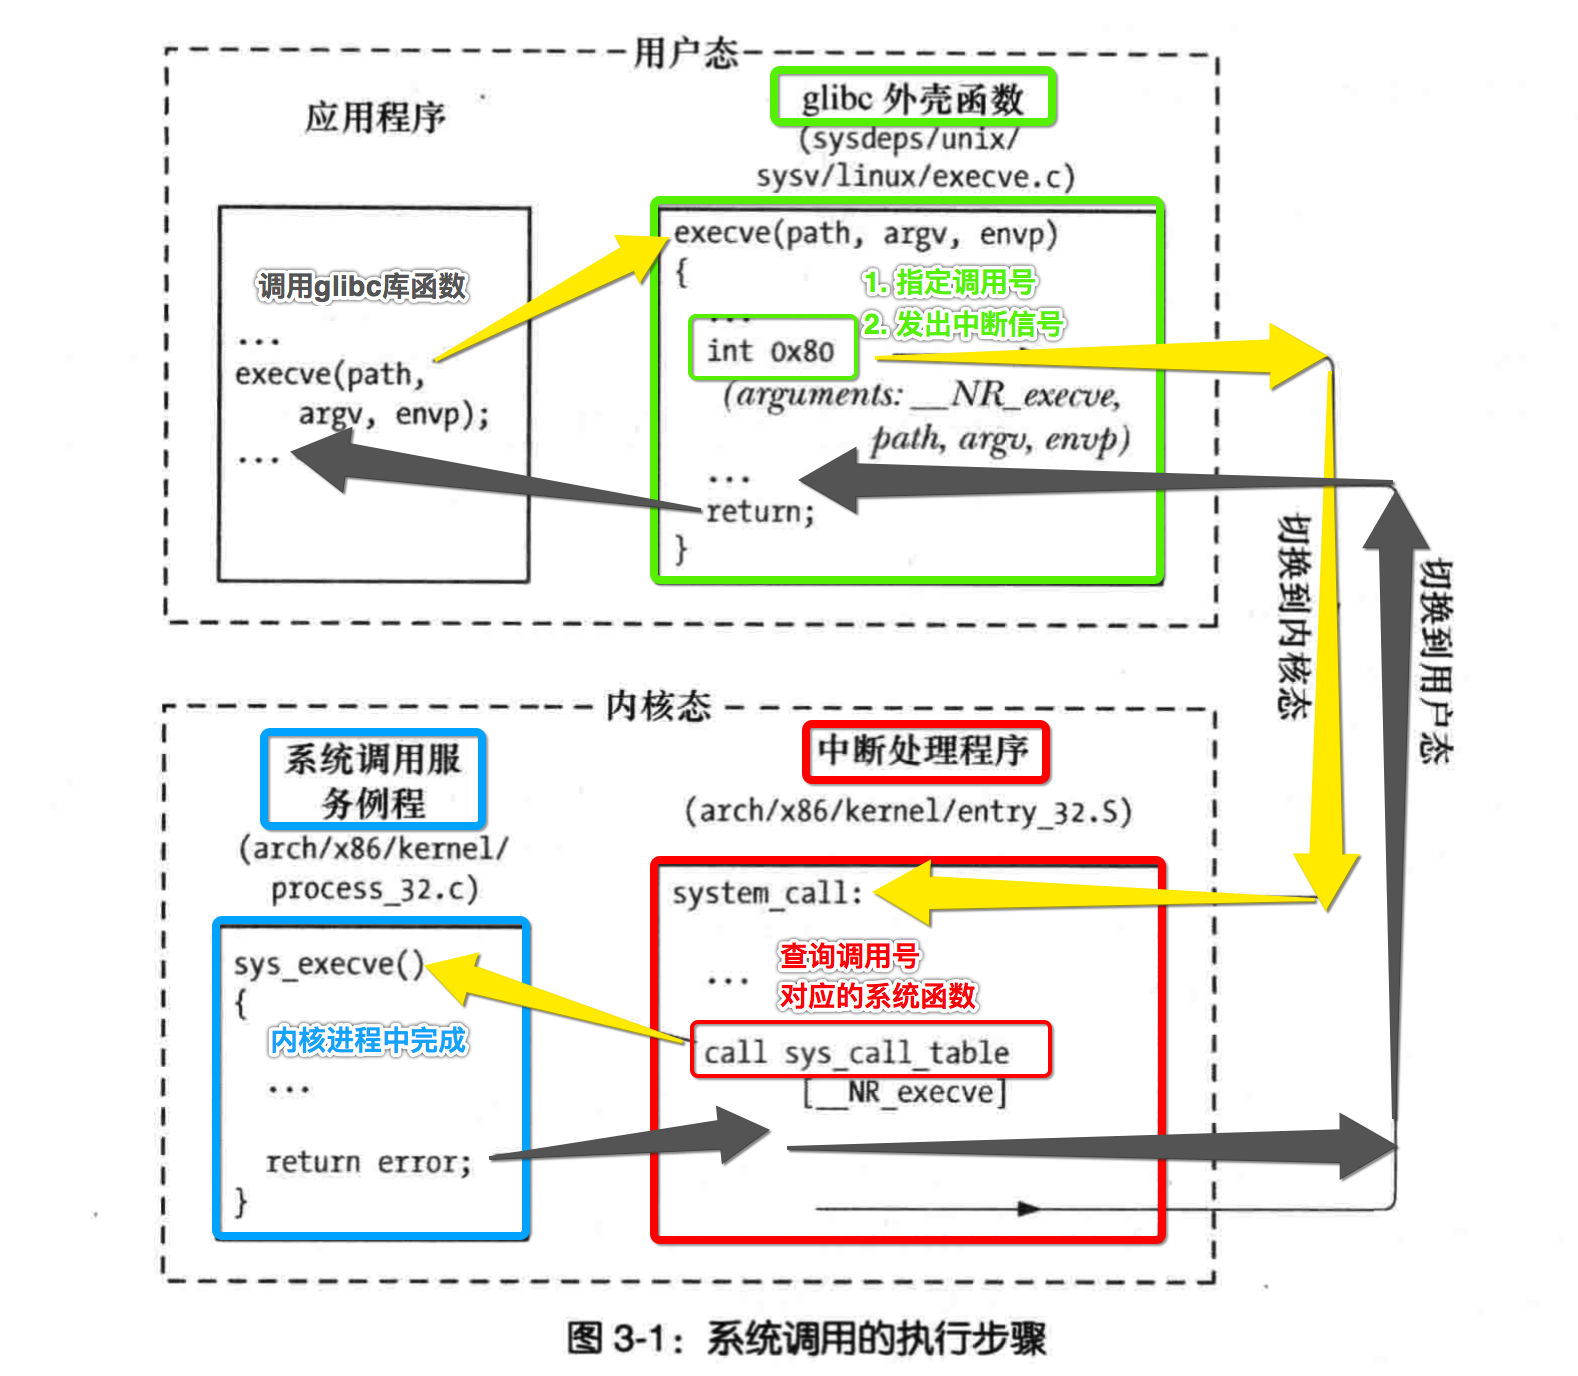 用户态
应用程序
调用glibc库函数
...
execve(path,
argv, envp);
...
glibc 外壳函数
(sysdeps/unix/
sysv/linux/execve.c)
execve(path, argv, envp)
{
1. 指定调用号
...
2. 发出中断信号
int 0x80
(arguments: __NR_execve,
path, argv, envp)
...
return;
}
切换到内核态
切换到用户态
内核态
系统调用服
务例程
(arch/x86/kernel/
process_32.c)
sys_execve()
{
内核进程中完成
...
return error;
}
中断处理程序
(arch/x86/kernel/entry_32.S)
system_call:
查询调用号
...
对应的系统函数
call sys_call_table
[__NR_execve]
图 3-1：系统调用的执行步骤